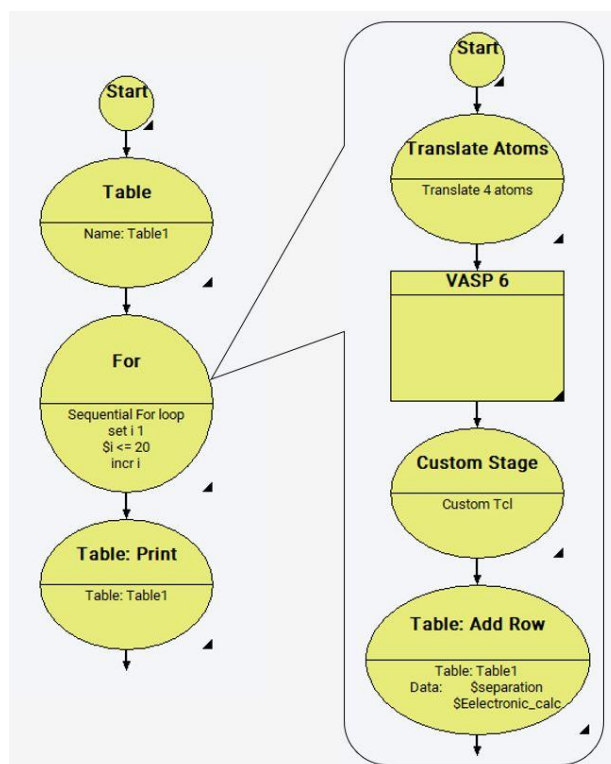 Start
Table
Name: Table1
For
Sequential For loop
set i 1
$i <= 20
incr i
Table: Print
Table: Table1
Start
Translate Atoms
Translate 4 atoms
VASP 6
Custom Stage
Custom Tcl
Table: Add Row
Table: Table1
Data: $separation
$Eelectronic_calc